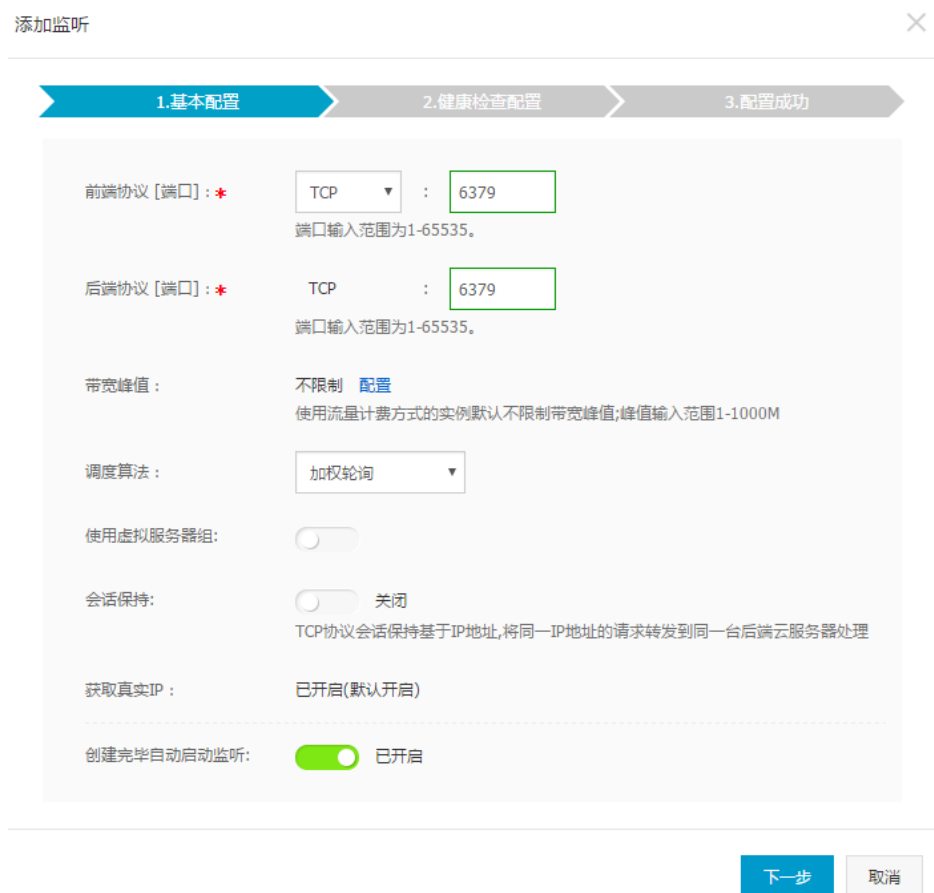 添加监听
1.基本配置 2.健康检查配置 3.配置成功
前端协议 [端口] : * TCP : 6379
端口输入范围为1-65535。
后端协议 [端口] : * TCP : 6379
端口输入范围为1-65535。
带宽峰值 : 不限制 配置
使用流量计费方式的实例默认不限制带宽峰值;峰值输入范围1-1000M
调度算法 : 加权轮询
使用虚拟服务器组:
会话保持: 关闭
TCP协议会话保持基于IP地址,将同一IP地址的请求转发到同一台后端云服务器处理
获取真实IP : 已开启(默认开启)
创建完毕自动启动监听: 已开启
下一步 取消